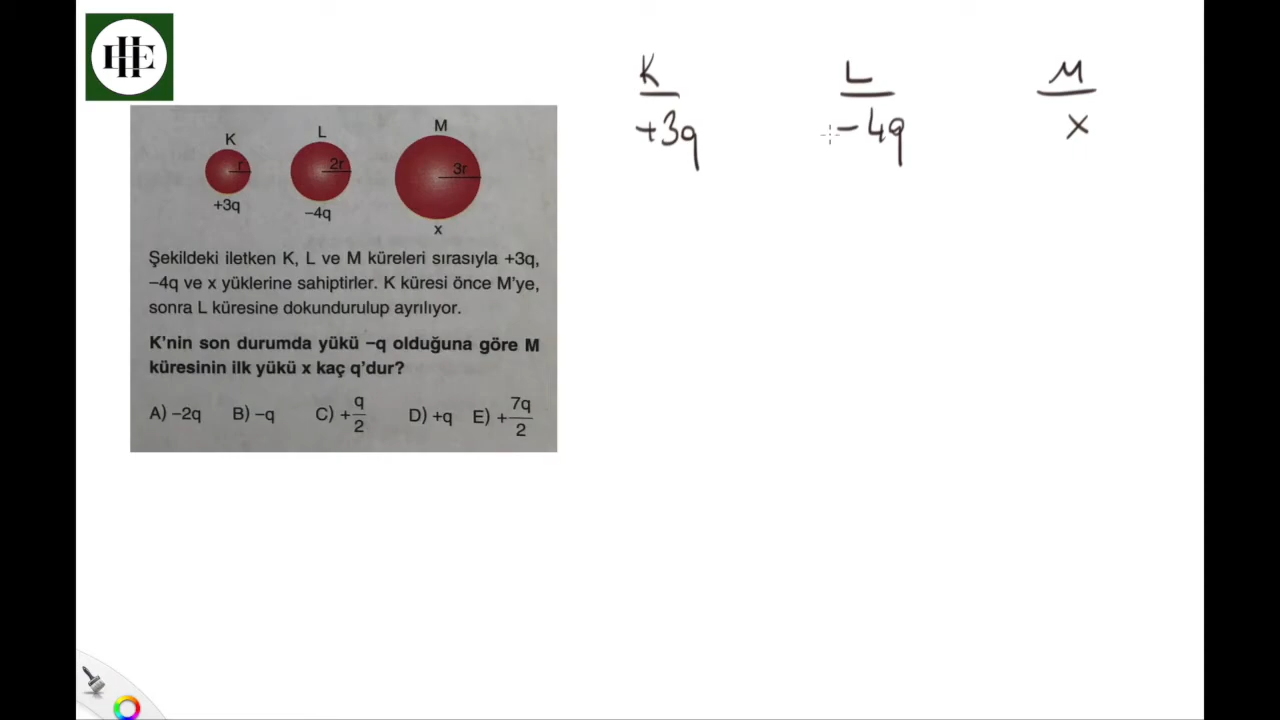 IHE
K L M
+3q -4q x
K L M
r 2r 3r
+3q –4q x
Şekildeki iletken K, L ve M küreleri sırasıyla +3q,
–4q ve x yüklerine sahiptirler. K küresi önce M'ye,
sonra L küresine dokundurulup ayrılıyor.
K'nin son durumda yükü –q olduğuna göre M
küresinin ilk yükü x kaç q'dur?
A) –2q B) –q C) +q/2 D) +q E) +7q/2